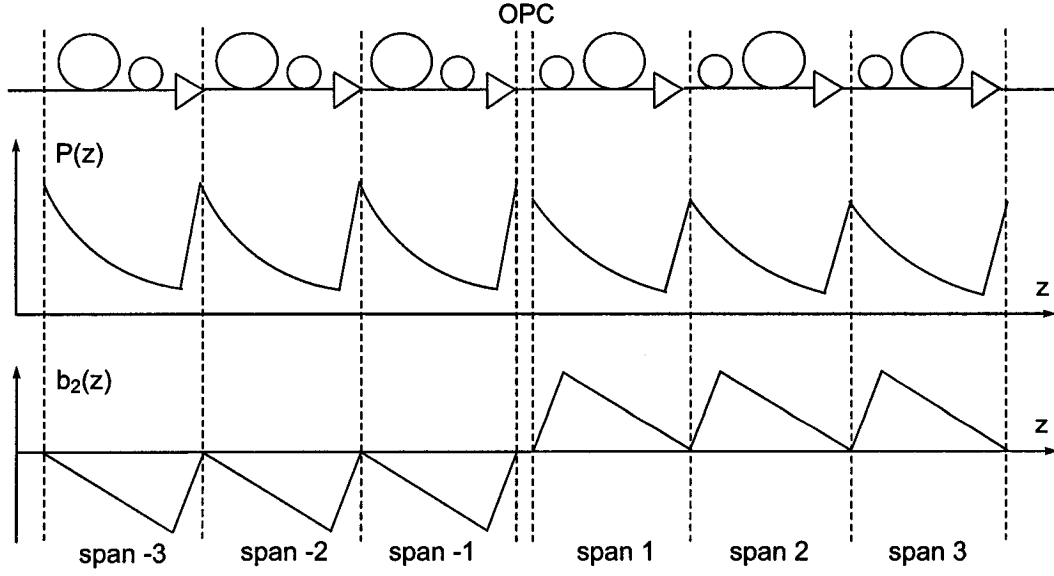 OPC
P(z)
z
b₂(z)
z
span -3 span -2 span -1 span 1 span 2 span 3